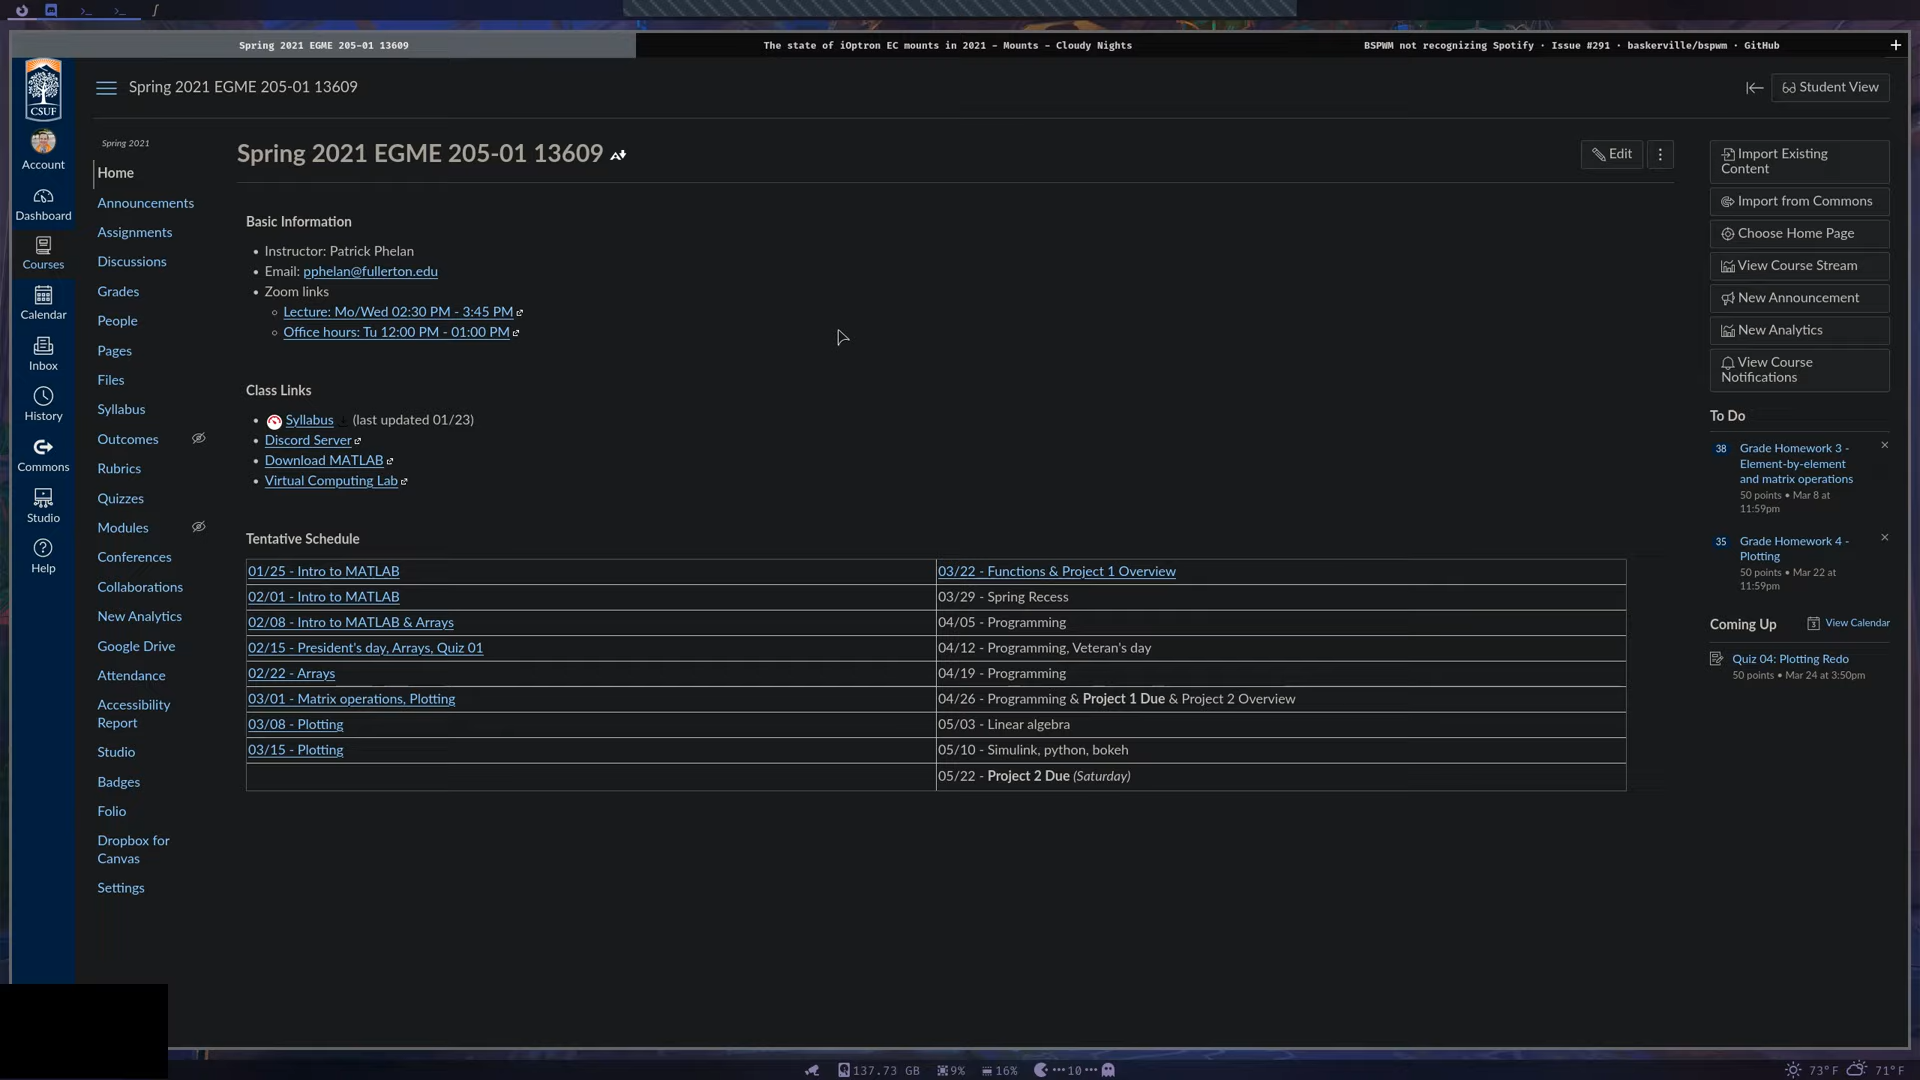 Spring 2021 EGME 205-01 13609
The state of iOptron EC mounts in 2021 - Mounts - Cloudy Nights
BSPWM not recognizing Spotify · Issue #291 · baskerville/bspwm · GitHub
CSUF
Account
Dashboard
Courses
Calendar
Inbox
History
Commons
Studio
Help
Spring 2021 EGME 205-01 13609
Student View
Spring 2021
Home
Announcements
Assignments
Discussions
Grades
People
Pages
Files
Syllabus
Outcomes
Rubrics
Quizzes
Modules
Conferences
Collaborations
New Analytics
Google Drive
Attendance
Accessibility
Report
Studio
Badges
Folio
Dropbox for
Canvas
Settings
Spring 2021 EGME 205-01 13609
Edit
Basic Information
Instructor: Patrick Phelan
Email: pphelan@fullerton.edu
Zoom links
Lecture: Mo/Wed 02:30 PM - 3:45 PM
Office hours: Tu 12:00 PM - 01:00 PM
Class Links
Syllabus (last updated 01/23)
Discord Server
Download MATLAB
Virtual Computing Lab
Tentative Schedule
01/25 - Intro to MATLAB
03/22 - Functions & Project 1 Overview
02/01 - Intro to MATLAB
03/29 - Spring Recess
02/08 - Intro to MATLAB & Arrays
04/05 - Programming
02/15 - President's day, Arrays, Quiz 01
04/12 - Programming, Veteran's day
02/22 - Arrays
04/19 - Programming
03/01 - Matrix operations, Plotting
04/26 - Programming & Project 1 Due & Project 2 Overview
03/08 - Plotting
05/03 - Linear algebra
03/15 - Plotting
05/10 - Simulink, python, bokeh
05/22 - Project 2 Due (Saturday)
Import Existing
Content
Import from Commons
Choose Home Page
View Course Stream
New Announcement
New Analytics
View Course
Notifications
To Do
38
Grade Homework 3 -
Element-by-element
and matrix operations
50 points • Mar 8 at
11:59pm
35
Grade Homework 4 -
Plotting
50 points • Mar 22 at
11:59pm
Coming Up
View Calendar
Quiz 04: Plotting Redo
50 points • Mar 24 at 3:50pm
137.73 GB
9%
16%
10
73°F
71°F